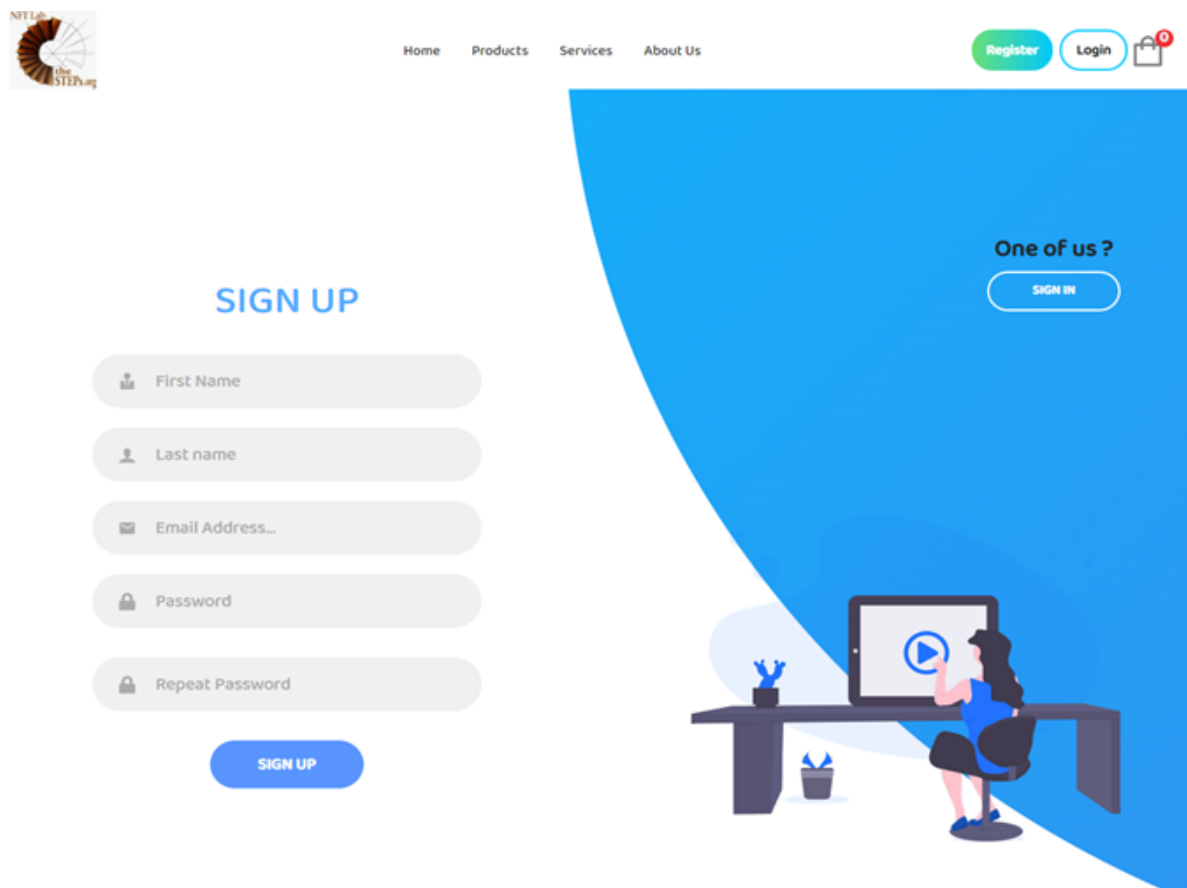 NFT Lab
the
STEPs.org
Home Products Services About Us
Register Login 0
One of us ?
SIGN IN
SIGN UP
First Name
Last name
Email Address...
Password
Repeat Password
SIGN UP